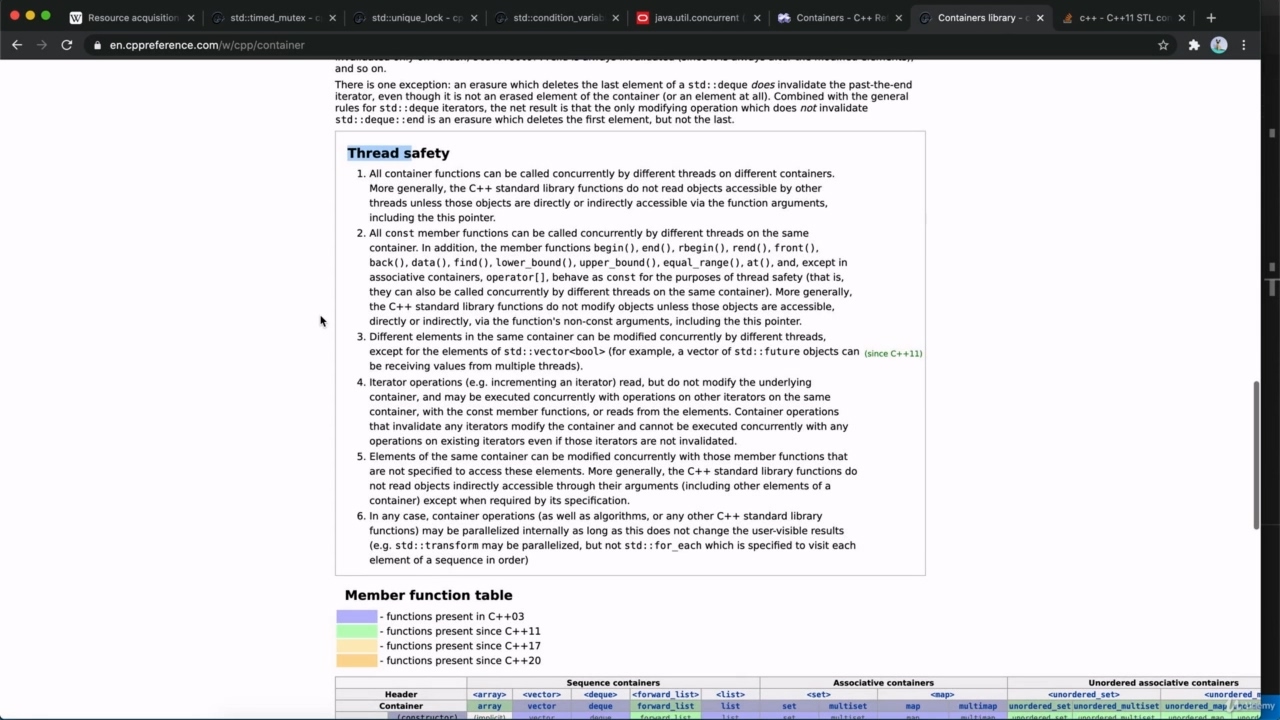 Resource acquisition
std::timed_mutex - c
std::unique_lock - cp
std::condition_variab
java.util.concurrent (
Containers - C++ Re
Containers library - c
c++ - C++11 STL con
en.cppreference.com/w/cpp/container
and so on.
There is one exception: an erasure which deletes the last element of a std::deque does invalidate the past-the-end
iterator, even though it is not an erased element of the container (or an element at all). Combined with the general
rules for std::deque iterators, the net result is that the only modifying operation which does not invalidate
std::deque::end is an erasure which deletes the first element, but not the last.
Thread safety
1. All container functions can be called concurrently by different threads on different containers.
More generally, the C++ standard library functions do not read objects accessible by other
threads unless those objects are directly or indirectly accessible via the function arguments,
including the this pointer.
2. All const member functions can be called concurrently by different threads on the same
container. In addition, the member functions begin(), end(), rbegin(), rend(), front(),
back(), data(), find(), lower_bound(), upper_bound(), equal_range(), at(), and, except in
associative containers, operator[], behave as const for the purposes of thread safety (that is,
they can also be called concurrently by different threads on the same container). More generally,
the C++ standard library functions do not modify objects unless those objects are accessible,
directly or indirectly, via the function's non-const arguments, including the this pointer.
3. Different elements in the same container can be modified concurrently by different threads,
except for the elements of std::vector<bool> (for example, a vector of std::future objects can
be receiving values from multiple threads).
(since C++11)
4. Iterator operations (e.g. incrementing an iterator) read, but do not modify the underlying
container, and may be executed concurrently with operations on other iterators on the same
container, with the const member functions, or reads from the elements. Container operations
that invalidate any iterators modify the container and cannot be executed concurrently with any
operations on existing iterators even if those iterators are not invalidated.
5. Elements of the same container can be modified concurrently with those member functions that
are not specified to access these elements. More generally, the C++ standard library functions do
not read objects indirectly accessible through their arguments (including other elements of a
container) except when required by its specification.
6. In any case, container operations (as well as algorithms, or any other C++ standard library
functions) may be parallelized internally as long as this does not change the user-visible results
(e.g. std::transform may be parallelized, but not std::for_each which is specified to visit each
element of a sequence in order)
Member function table
- functions present in C++03
- functions present since C++11
- functions present since C++17
- functions present since C++20
Sequence containers Associative containers Unordered associative containers
Header <array> <vector> <deque> <forward_list> <list> <set> <map> <unordered_set> <unordered_m
Container array vector deque forward_list list set multiset map multimap unordered_set unordered_multiset unordered_map unordered
(constructor) (implicit) vector deque forward_list list set multiset map multimap unordered_set unordered_multiset